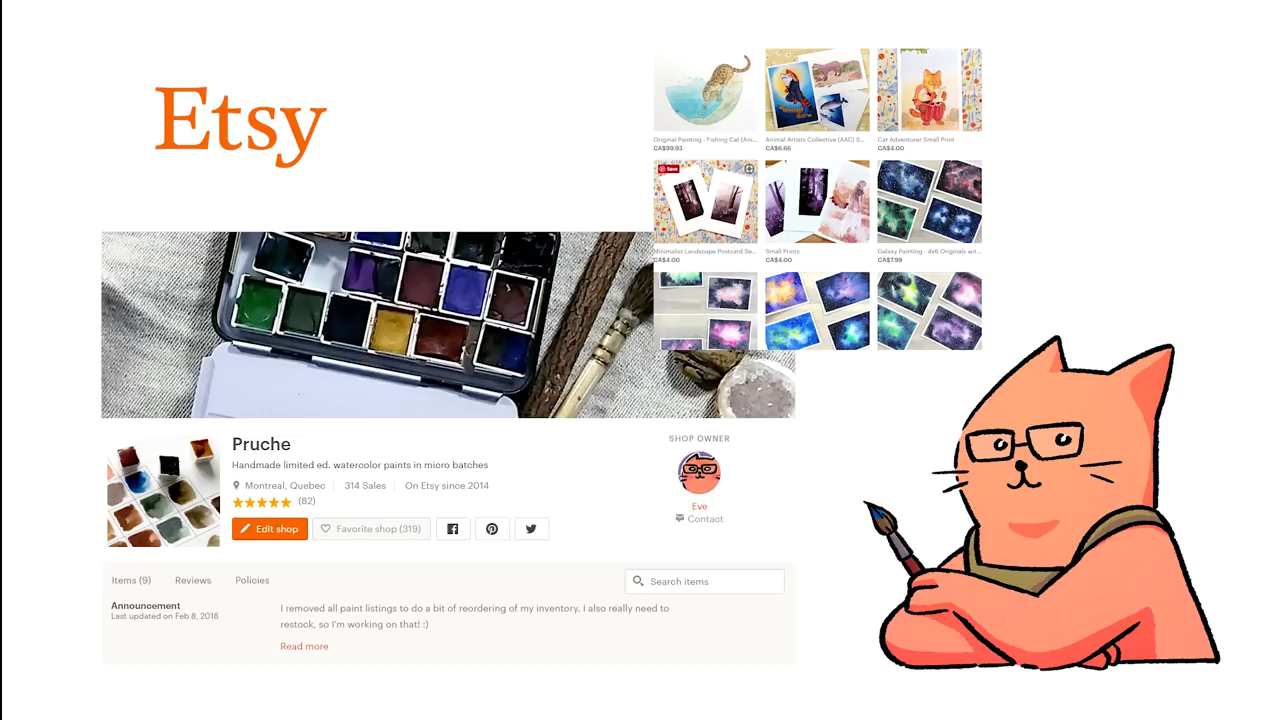 Etsy
Original Painting - Fishing Cat (Ani...
CA$99.93
Animal Artists Collective (AAC) S...
CA$6.66
Cat Adventurer Small Print
CA$4.00
Save
Minimalist Landscape Postcard Se...
CA$4.00
Small Prints
CA$4.00
Galaxy Painting - 4x6 Originals wit...
CA$7.99
Pruche
Handmade limited ed. watercolor paints in micro batches
Montreal, Quebec 314 Sales On Etsy since 2014
(82)
Edit shop Favorite shop (319)
SHOP OWNER
Eve
Contact
Items (9) Reviews Policies Search items
Announcement
Last updated on Feb 8, 2018
I removed all paint listings to do a bit of reordering of my inventory. I also really need to
restock, so I'm working on that! :)
Read more